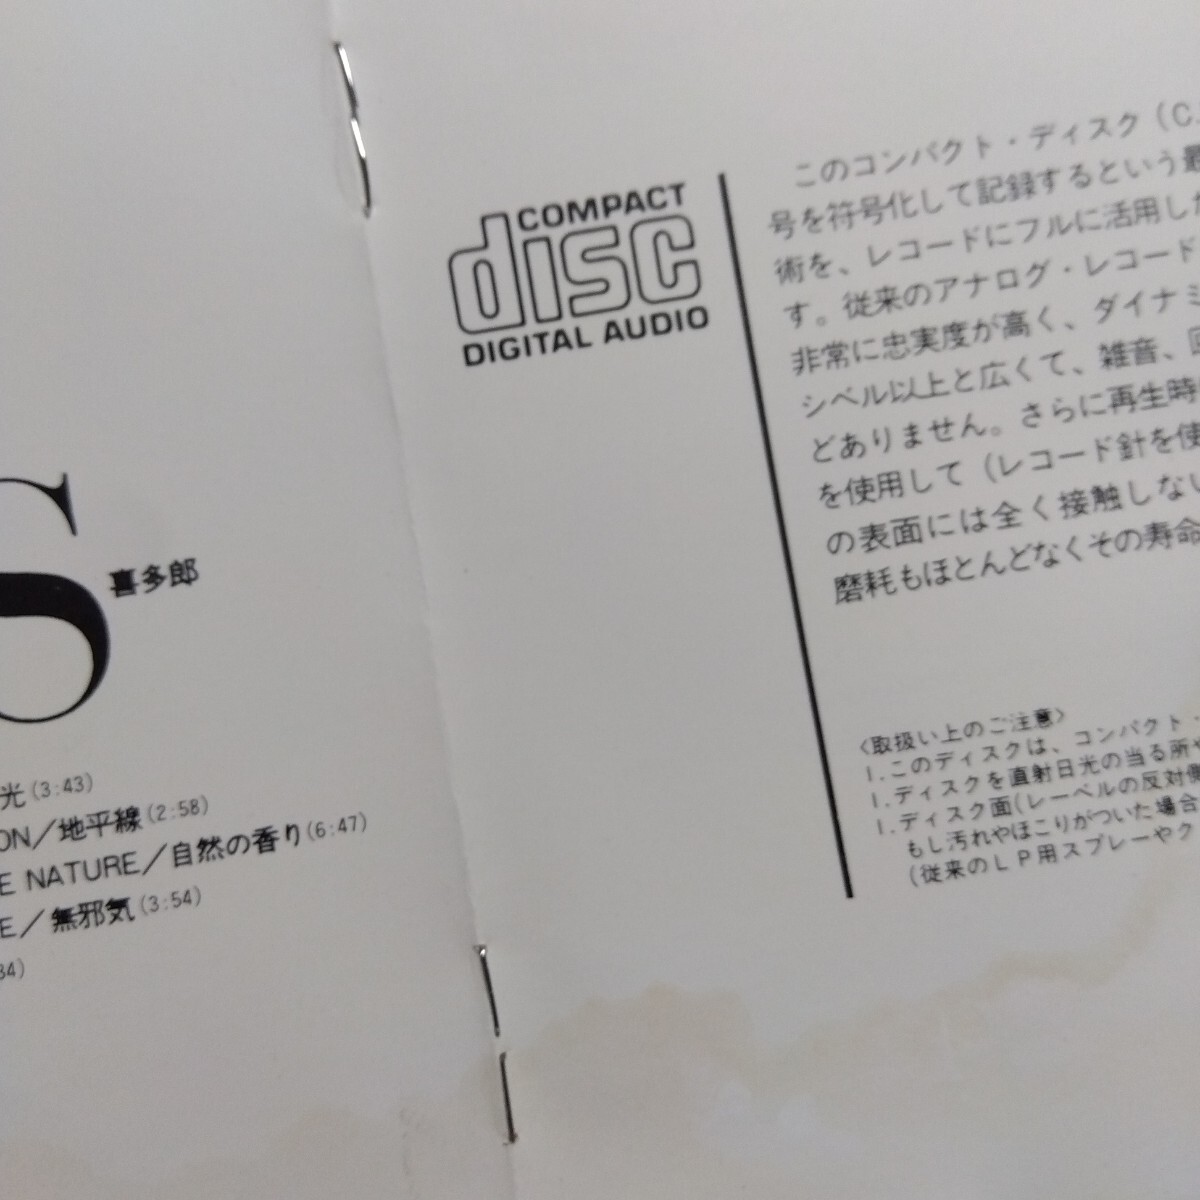 S
喜多郎
光(3:43)
ON／地平線(2:58)
E NATURE／自然の香り(6:47)
E／無邪気(3:54)
34)
COMPACT
disc
DIGITAL AUDIO
このコンパクト・ディスク（C.
号を符号化して記録するという最
術を、レコードにフルに活用した
す。従来のアナログ・レコード
非常に忠実度が高く、ダイナミ
シベル以上と広くて、雑音、回
どありません。さらに再生時
を使用して（レコード針を使
の表面には全く接触しない
磨耗もほとんどなくその寿命
〈取扱い上のご注意〉
1.このディスクは、コンパクト・
1.ディスクを直射日光の当る所や
1.ディスク面(レーベルの反対側
もし汚れやほこりがついた場合
(従来のＬＰ用スプレーやク